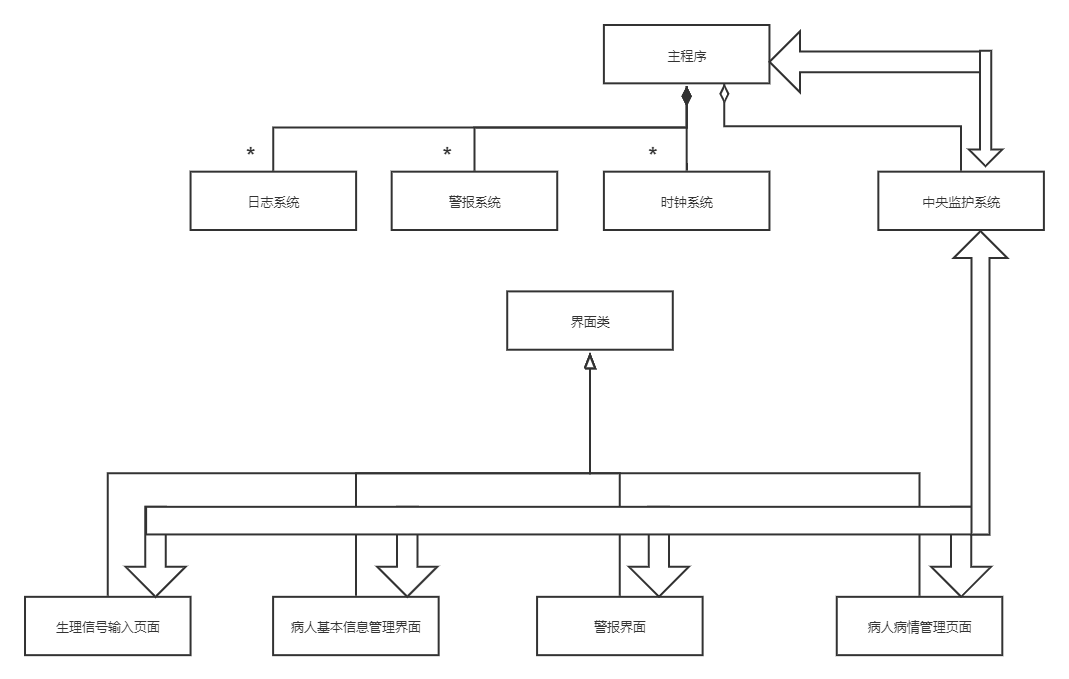 主程序
*
*
*
日志系统
警报系统
时钟系统
中央监护系统
界面类
生理信号输入页面
病人基本信息管理界面
警报界面
病人病情管理页面